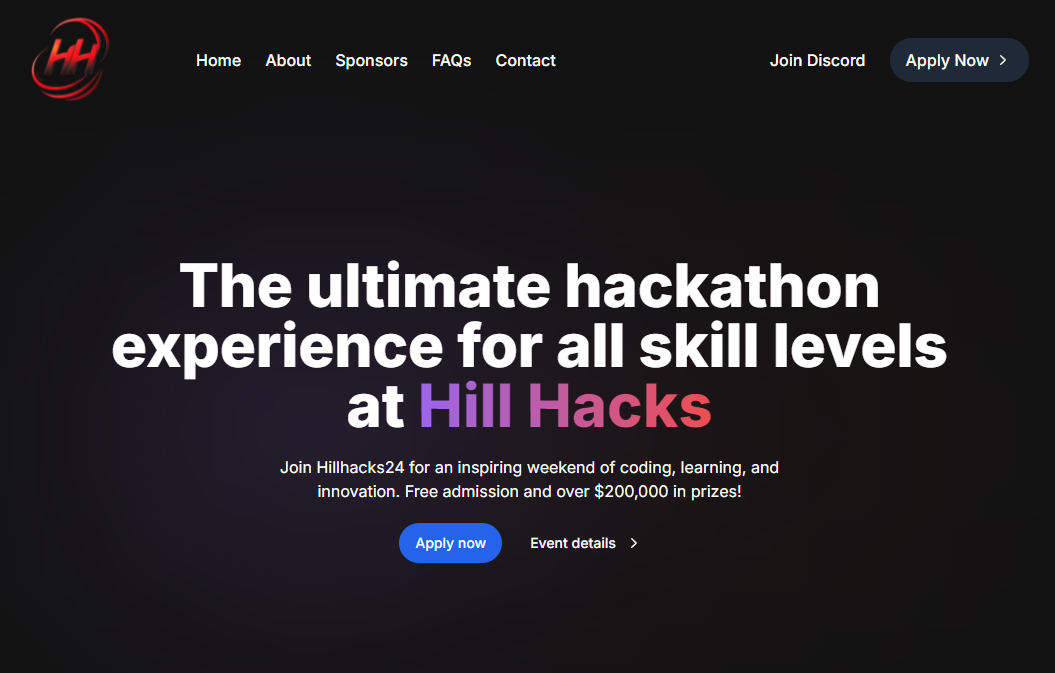 HH
Home About Sponsors FAQs Contact Join Discord Apply Now
The ultimate hackathon
experience for all skill levels
at Hill Hacks
Join Hillhacks24 for an inspiring weekend of coding, learning, and
innovation. Free admission and over $200,000 in prizes!
Apply now Event details